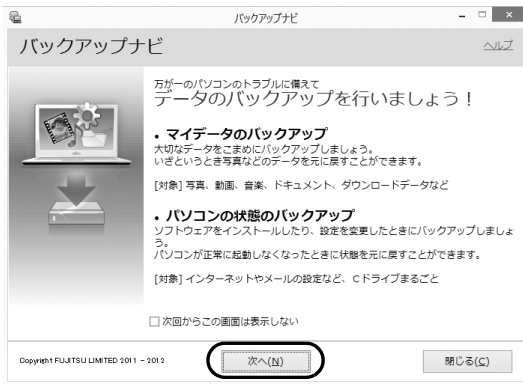 バックアップナビ
バックアップナビ
ヘルプ
万が一のパソコンのトラブルに備えて
データのバックアップを行いましょう！
• マイデータのバックアップ
大切なデータをこまめにバックアップしましょう。
いざというとき写真などのデータを元に戻すことができます。
[対象] 写真、動画、音楽、ドキュメント、ダウンロードデータなど
• パソコンの状態のバックアップ
ソフトウェアをインストールしたり、設定を変更したときにバックアップしましょ
う。
パソコンが正常に起動しなくなったときに状態を元に戻すことができます。
[対象] インターネットやメールの設定など、Cドライブまるごと
次回からこの画面は表示しない
Copyright FUJITSU LIMITED 2011 - 2012
次へ(N)
閉じる(C)